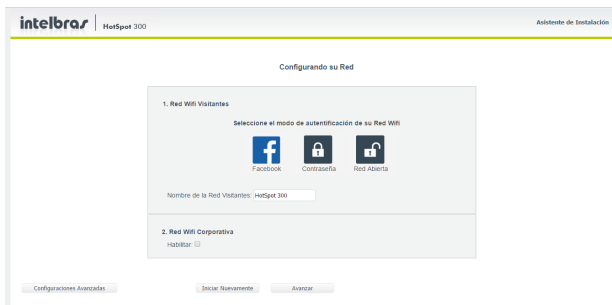 intelbras HotSpot 300
Asistente de Instalación
Configurando su Red
1. Red Wifi Visitantes
Seleccione el modo de autentificación de su Red Wifi
Facebook Contraseña Red Abierta
Nombre de la Red Visitantes: HotSpot 300
2. Red Wifi Corporativa
Habilitar:
Configuraciones Avanzadas Iniciar Nuevamente Avanzar